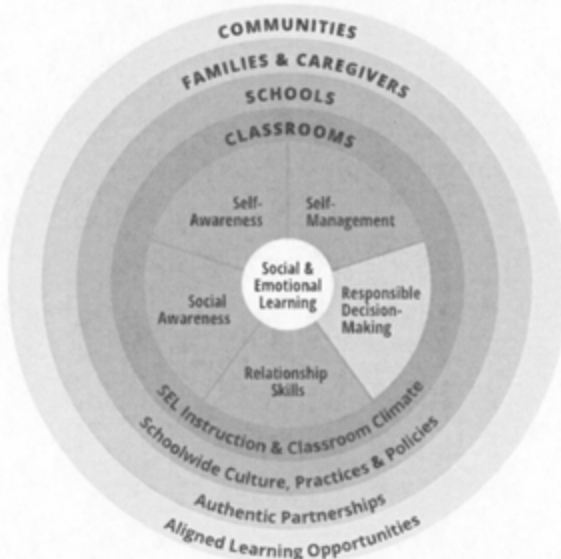 COMMUNITIES
FAMILIES & CAREGIVERS
SCHOOLS
CLASSROOMS
Self-
Awareness
Self-
Management
Social &
Emotional
Learning
Social
Awareness
Responsible
Decision-
Making
Relationship
Skills
SEL Instruction & Classroom Climate
Schoolwide Culture, Practices & Policies
Authentic Partnerships
Aligned Learning Opportunities